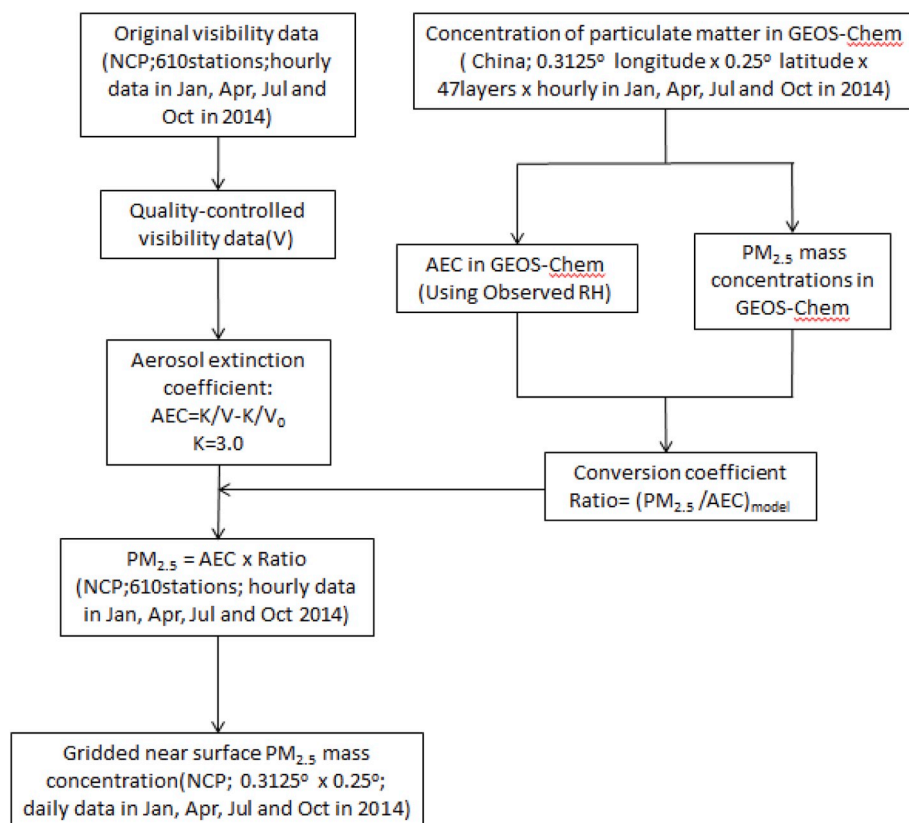 Original visibility data
(NCP;610stations;hourly
data in Jan, Apr, Jul and
Oct in 2014)
Concentration of particulate matter in GEOS-Chem
( China; 0.3125° longitude x 0.25° latitude x
47layers x hourly in Jan, Apr, Jul and Oct in 2014)
Quality-controlled
visibility data(V)
AEC in GEOS-Chem
(Using Observed RH)
PM2.5 mass
concentrations in
GEOS-Chem
Aerosol extinction
coefficient:
AEC=K/V-K/V0
K=3.0
Conversion coefficient
Ratio= (PM2.5 /AEC)model
PM2.5 = AEC x Ratio
(NCP;610stations; hourly data
in Jan, Apr, Jul and Oct 2014)
Gridded near surface PM2.5 mass
concentration(NCP; 0.3125° x 0.25°;
daily data in Jan, Apr, Jul and Oct in 2014)